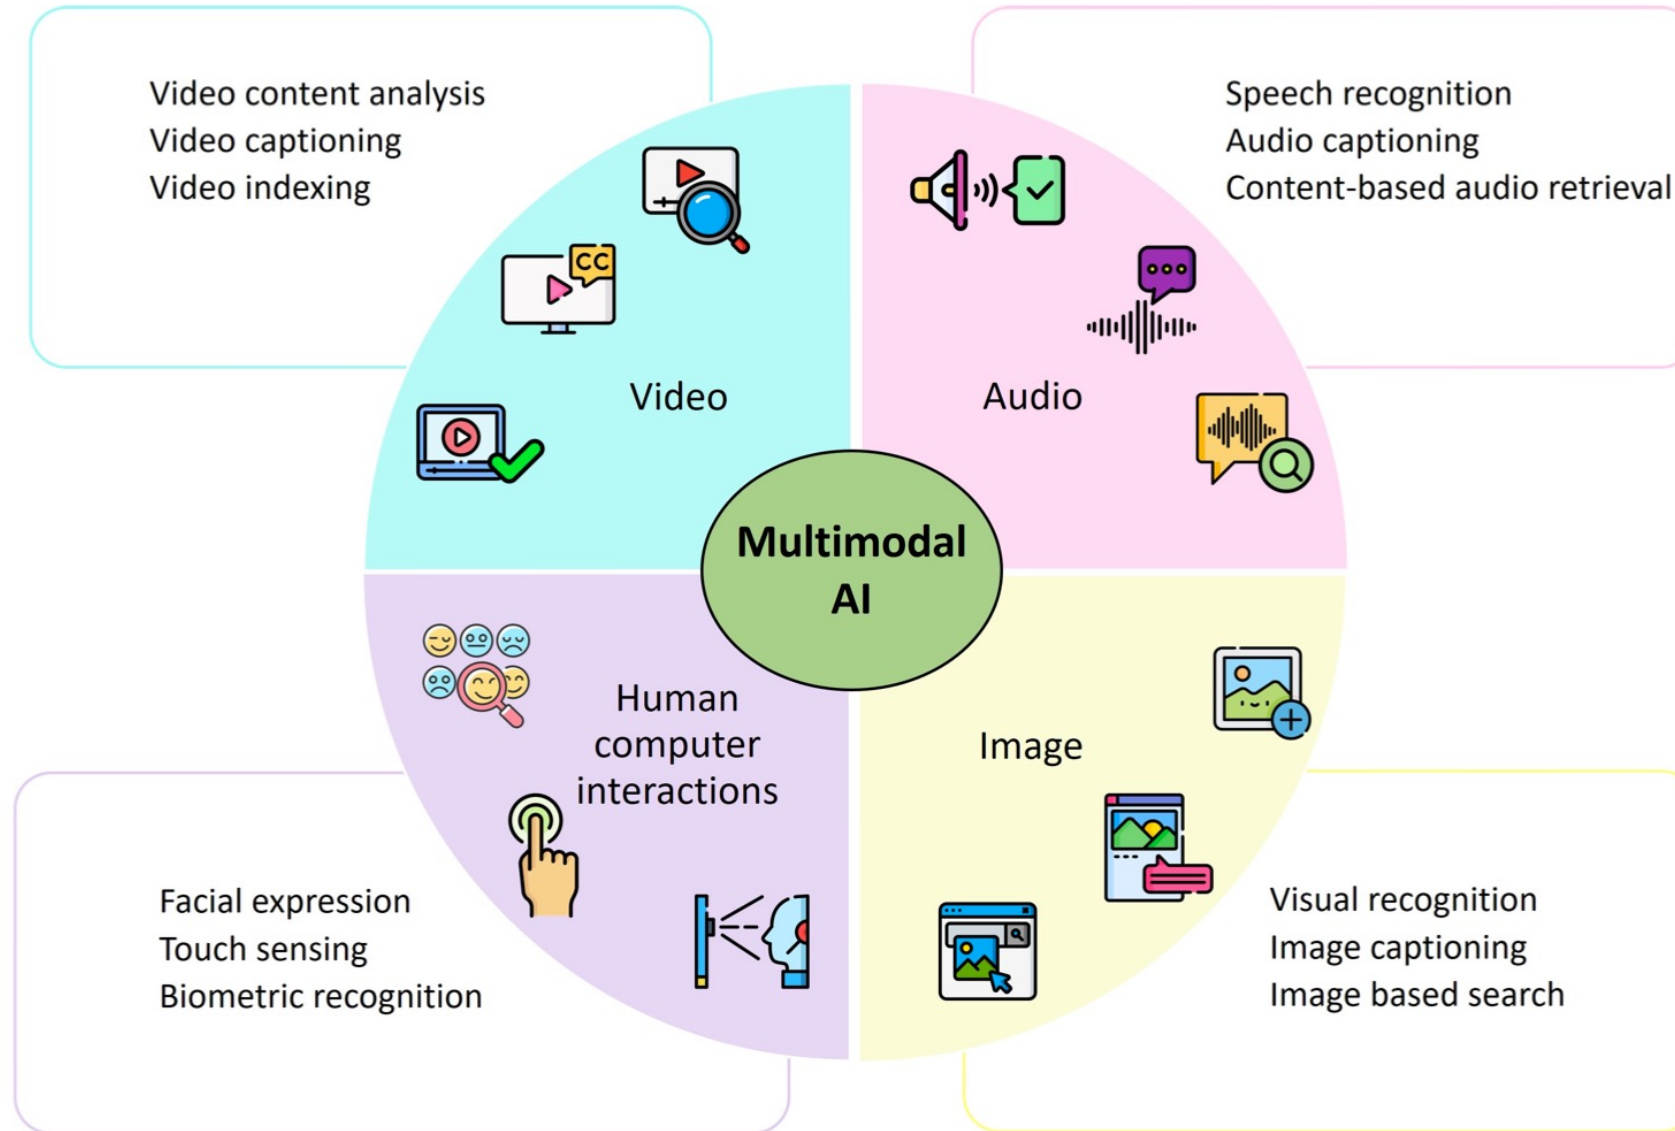 Video content analysis
Video captioning
Video indexing
Speech recognition
Audio captioning
Content-based audio retrieval
CC
Video
Audio
Multimodal
AI
Human
computer
interactions
Image
Facial expression
Touch sensing
Biometric recognition
Visual recognition
Image captioning
Image based search